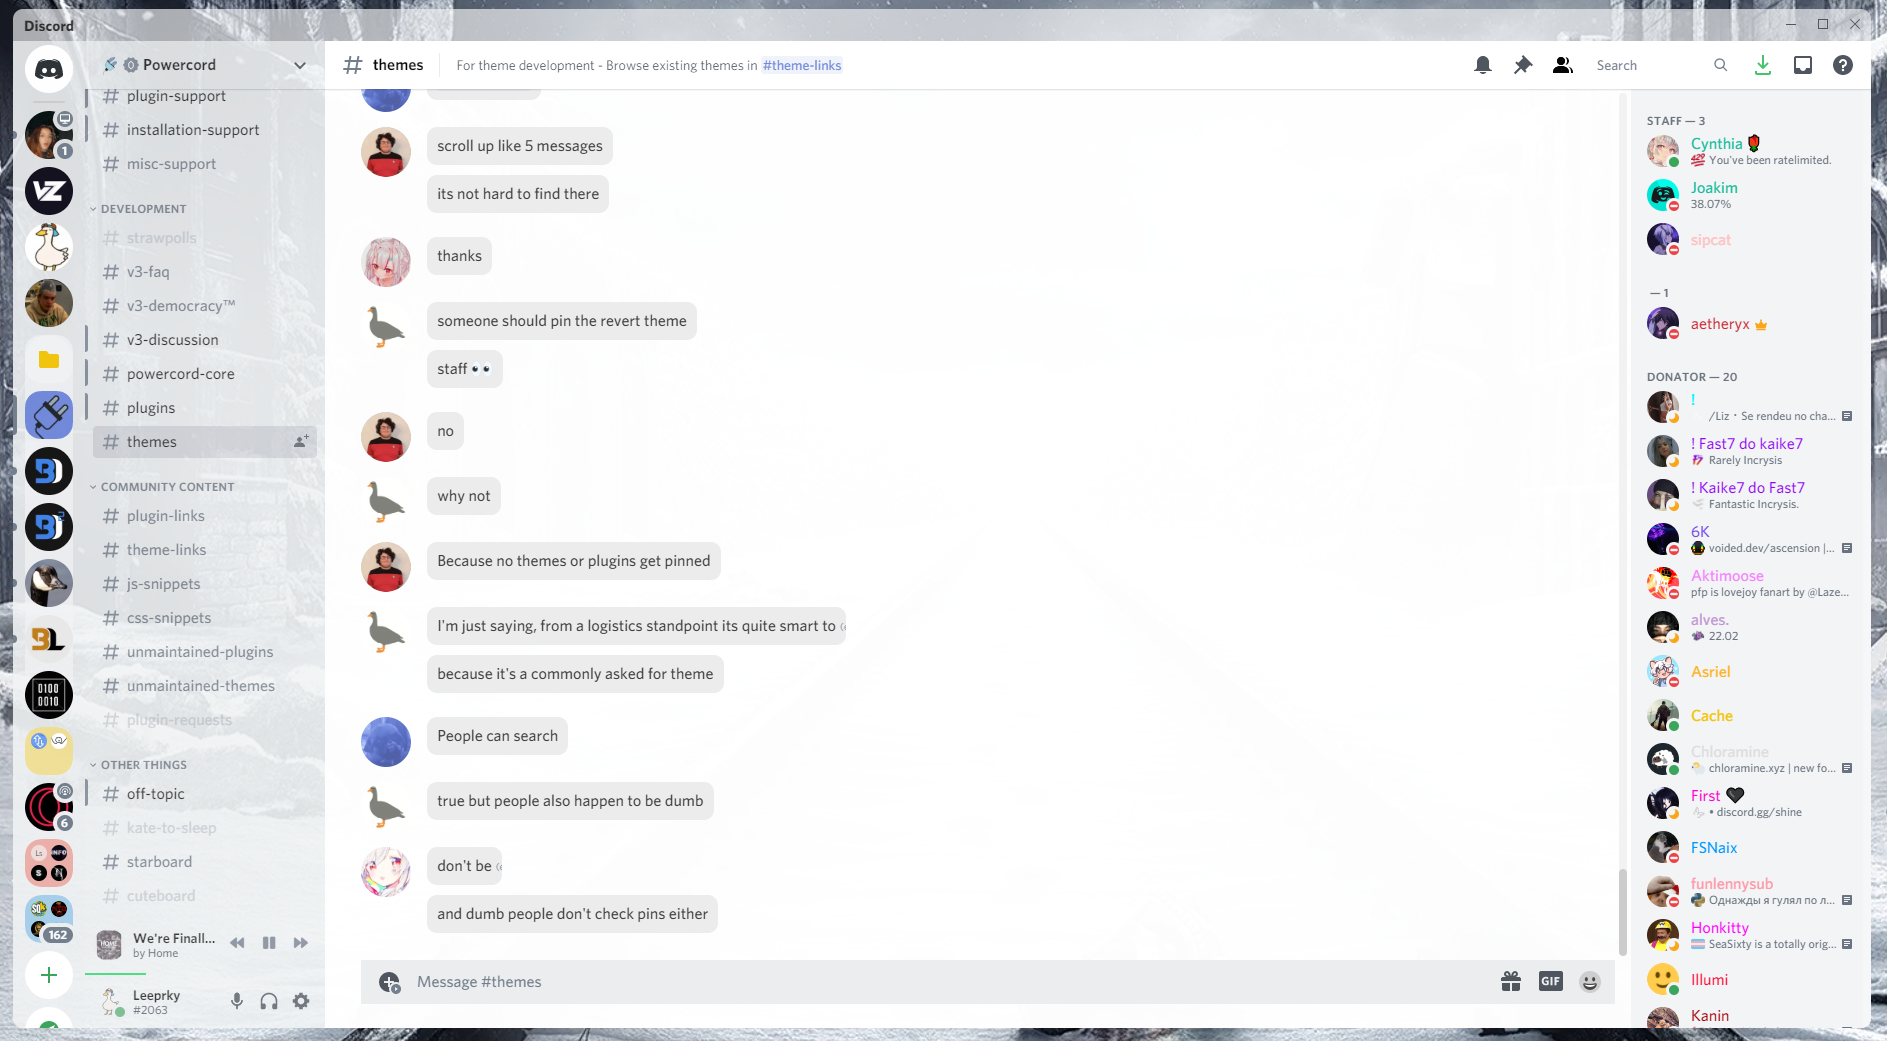 Discord
1
VZ
0100
0010
6
Ls
162
Powercord
plugin-support
installation-support
misc-support
DEVELOPMENT
strawpolls
v3-faq
v3-democracy™
v3-discussion
powercord-core
plugins
themes
COMMUNITY CONTENT
plugin-links
theme-links
js-snippets
css-snippets
unmaintained-plugins
unmaintained-themes
plugin-requests
OTHER THINGS
off-topic
kate-to-sleep
starboard
cuteboard
We're Finall...
by Home
Leeprky
#2063
themes
For theme development - Browse existing themes in #theme-links
Search
scroll up like 5 messages
its not hard to find there
thanks
someone should pin the revert theme
staff 👀
no
why not
Because no themes or plugins get pinned
I'm just saying, from a logistics standpoint its quite smart to
because it's a commonly asked for theme
People can search
true but people also happen to be dumb
don't be
and dumb people don't check pins either
Message #themes
GIF
STAFF — 3
Cynthia 🌹
You've been ratelimited.
Joakim
38.07%
sipcat
— 1
aetheryx
DONATOR — 20
!
/Liz • Se rendeu no cha...
! Fast7 do kaike7
Rarely Incrysis
! Kaike7 do Fast7
Fantastic Incrysis.
6K
voided.dev/ascension |...
Aktimoose
pfp is lovejoy fanart by @Laze...
alves.
22.02
Asriel
Cache
Chloramine
chloramine.xyz | new fo...
First 🖤
• discord.gg/shine
FSNaix
funlennysub
Однажды я гулял по л...
Honkitty
SeaSixty is a totally orig...
Illumi
Kanin